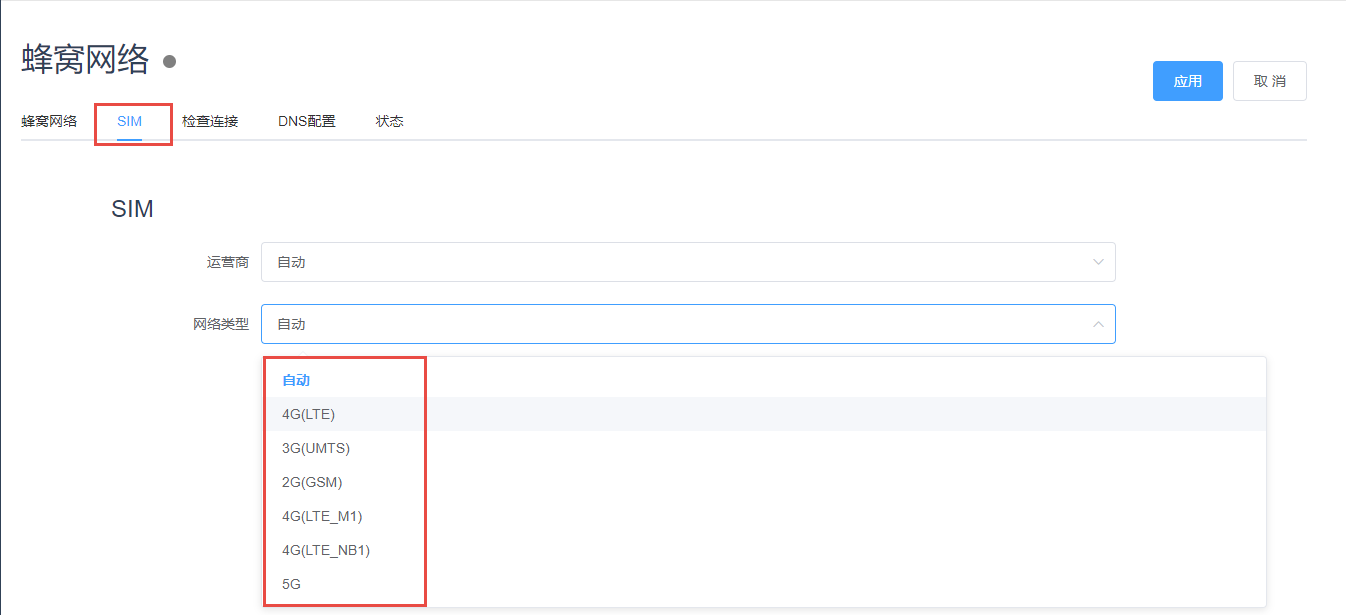 蜂窝网络
应用 取 消
蜂窝网络 SIM 检查连接 DNS配置 状态
SIM
运营商 自动
网络类型 自动
自动
4G(LTE)
3G(UMTS)
2G(GSM)
4G(LTE_M1)
4G(LTE_NB1)
5G